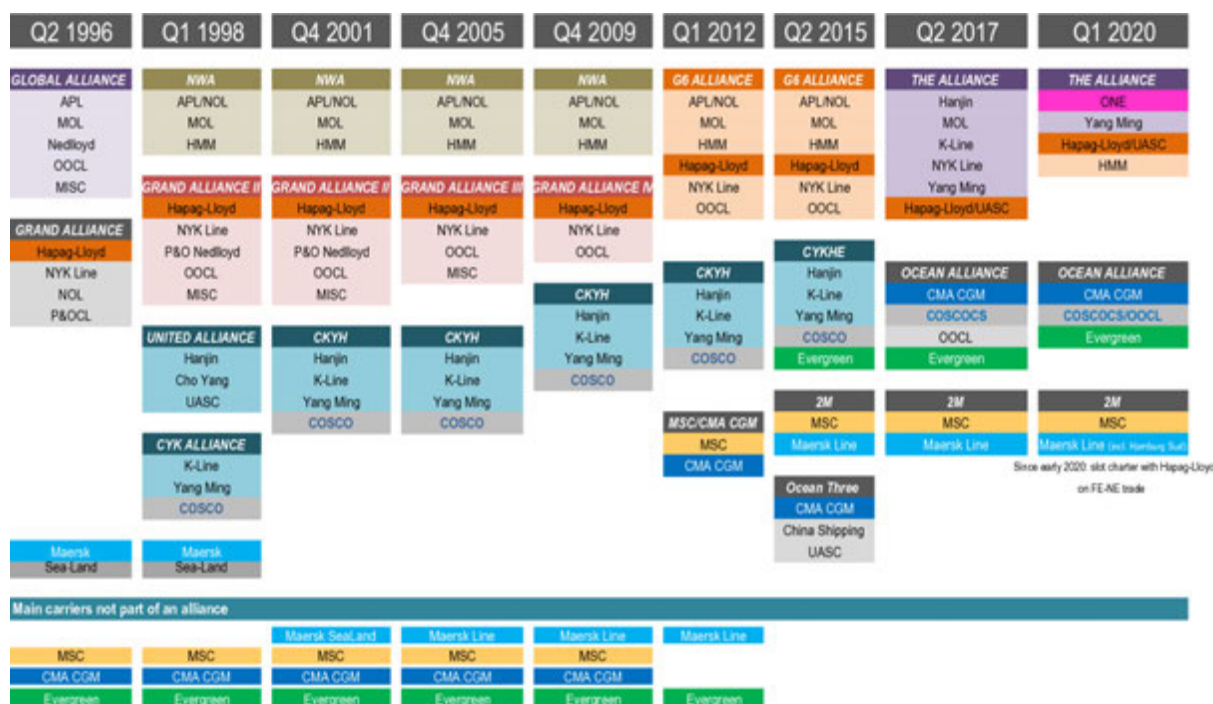 Q2 1996
Q1 1998
Q4 2001
Q4 2005
Q4 2009
Q1 2012
Q2 2015
Q2 2017
Q1 2020
GLOBAL ALLIANCE
APL
MOL
Nedlloyd
OOCL
MISC
GRAND ALLIANCE
Hapag-Lloyd
NYK Line
NOL
P&OCL
Maersk
Sea-Land
NWA
APL/NOL
MOL
HMM
GRAND ALLIANCE II
Hapag-Lloyd
NYK Line
P&O Nedlloyd
OOCL
MISC
UNITED ALLIANCE
Hanjin
Cho Yang
UASC
CYK ALLIANCE
K-Line
Yang Ming
COSCO
Maersk
Sea-Land
NWA
APL/NOL
MOL
HMM
GRAND ALLIANCE II
Hapag-Lloyd
NYK Line
P&O Nedlloyd
OOCL
MISC
CKYH
Hanjin
K-Line
Yang Ming
COSCO
NWA
APL/NOL
MOL
HMM
GRAND ALLIANCE III
Hapag-Lloyd
NYK Line
OOCL
MISC
CKYH
Hanjin
K-Line
Yang Ming
COSCO
NWA
APL/NOL
MOL
HMM
GRAND ALLIANCE IV
Hapag-Lloyd
NYK Line
OOCL
CKYH
Hanjin
K-Line
Yang Ming
COSCO
G6 ALLIANCE
APL/NOL
MOL
HMM
Hapag-Lloyd
NYK Line
OOCL
CKYH
Hanjin
K-Line
Yang Ming
COSCO
MSC/CMA CGM
MSC
CMA CGM
G6 ALLIANCE
APL/NOL
MOL
HMM
Hapag-Lloyd
NYK Line
OOCL
CYKHE
Hanjin
K-Line
Yang Ming
COSCO
Evergreen
2M
MSC
Maersk Line
Ocean Three
CMA CGM
China Shipping
UASC
THE ALLIANCE
Hanjin
MOL
K-Line
NYK Line
Yang Ming
Hapag-Lloyd/UASC
OCEAN ALLIANCE
CMA CGM
COSCOCS
OOCL
Evergreen
2M
MSC
Maersk Line
THE ALLIANCE
ONE
Yang Ming
Hapag-Lloyd/UASC
HMM
OCEAN ALLIANCE
CMA CGM
COSCOCS/OOCL
Evergreen
2M
MSC
Maersk Line (incl. Hamburg Sud)
Since early 2020: slot charter with Hapag-Lloyd
on FE-NE trade
Main carriers not part of an alliance
Maersk SeaLand
Maersk Line
Maersk Line
Maersk Line
MSC
MSC
MSC
MSC
MSC
CMA CGM
CMA CGM
CMA CGM
CMA CGM
CMA CGM
Evergreen
Evergreen
Evergreen
Evergreen
Evergreen
Evergreen